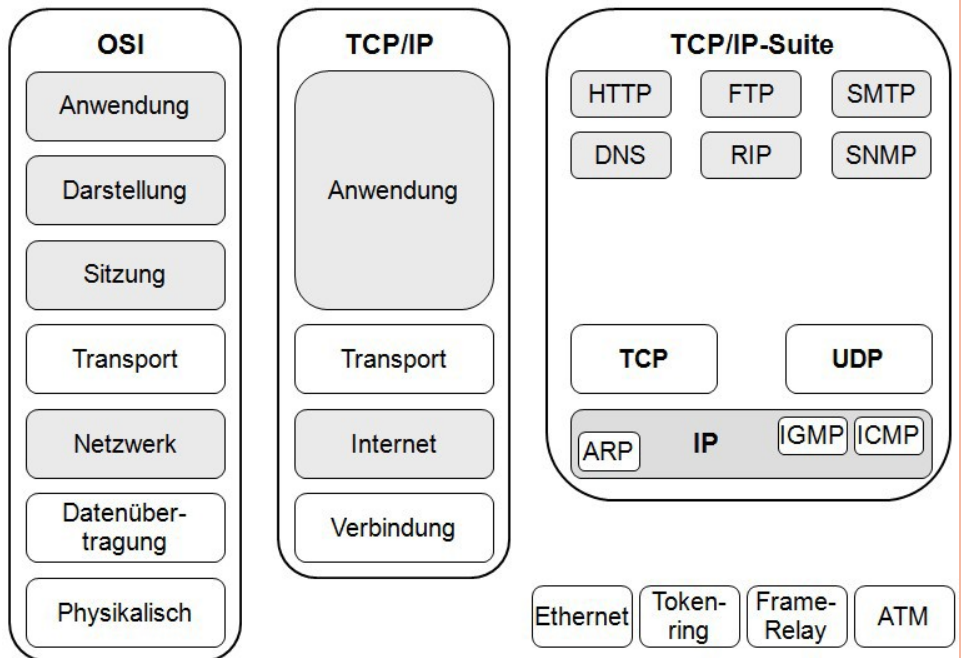 OSI
Anwendung
Darstellung
Sitzung
Transport
Netzwerk
Datenüber-
tragung
Physikalisch
TCP/IP
Anwendung
Transport
Internet
Verbindung
TCP/IP-Suite
HTTP FTP SMTP
DNS RIP SNMP
TCP UDP
ARP IP IGMP ICMP
Ethernet
Token-
ring
Frame-
Relay
ATM